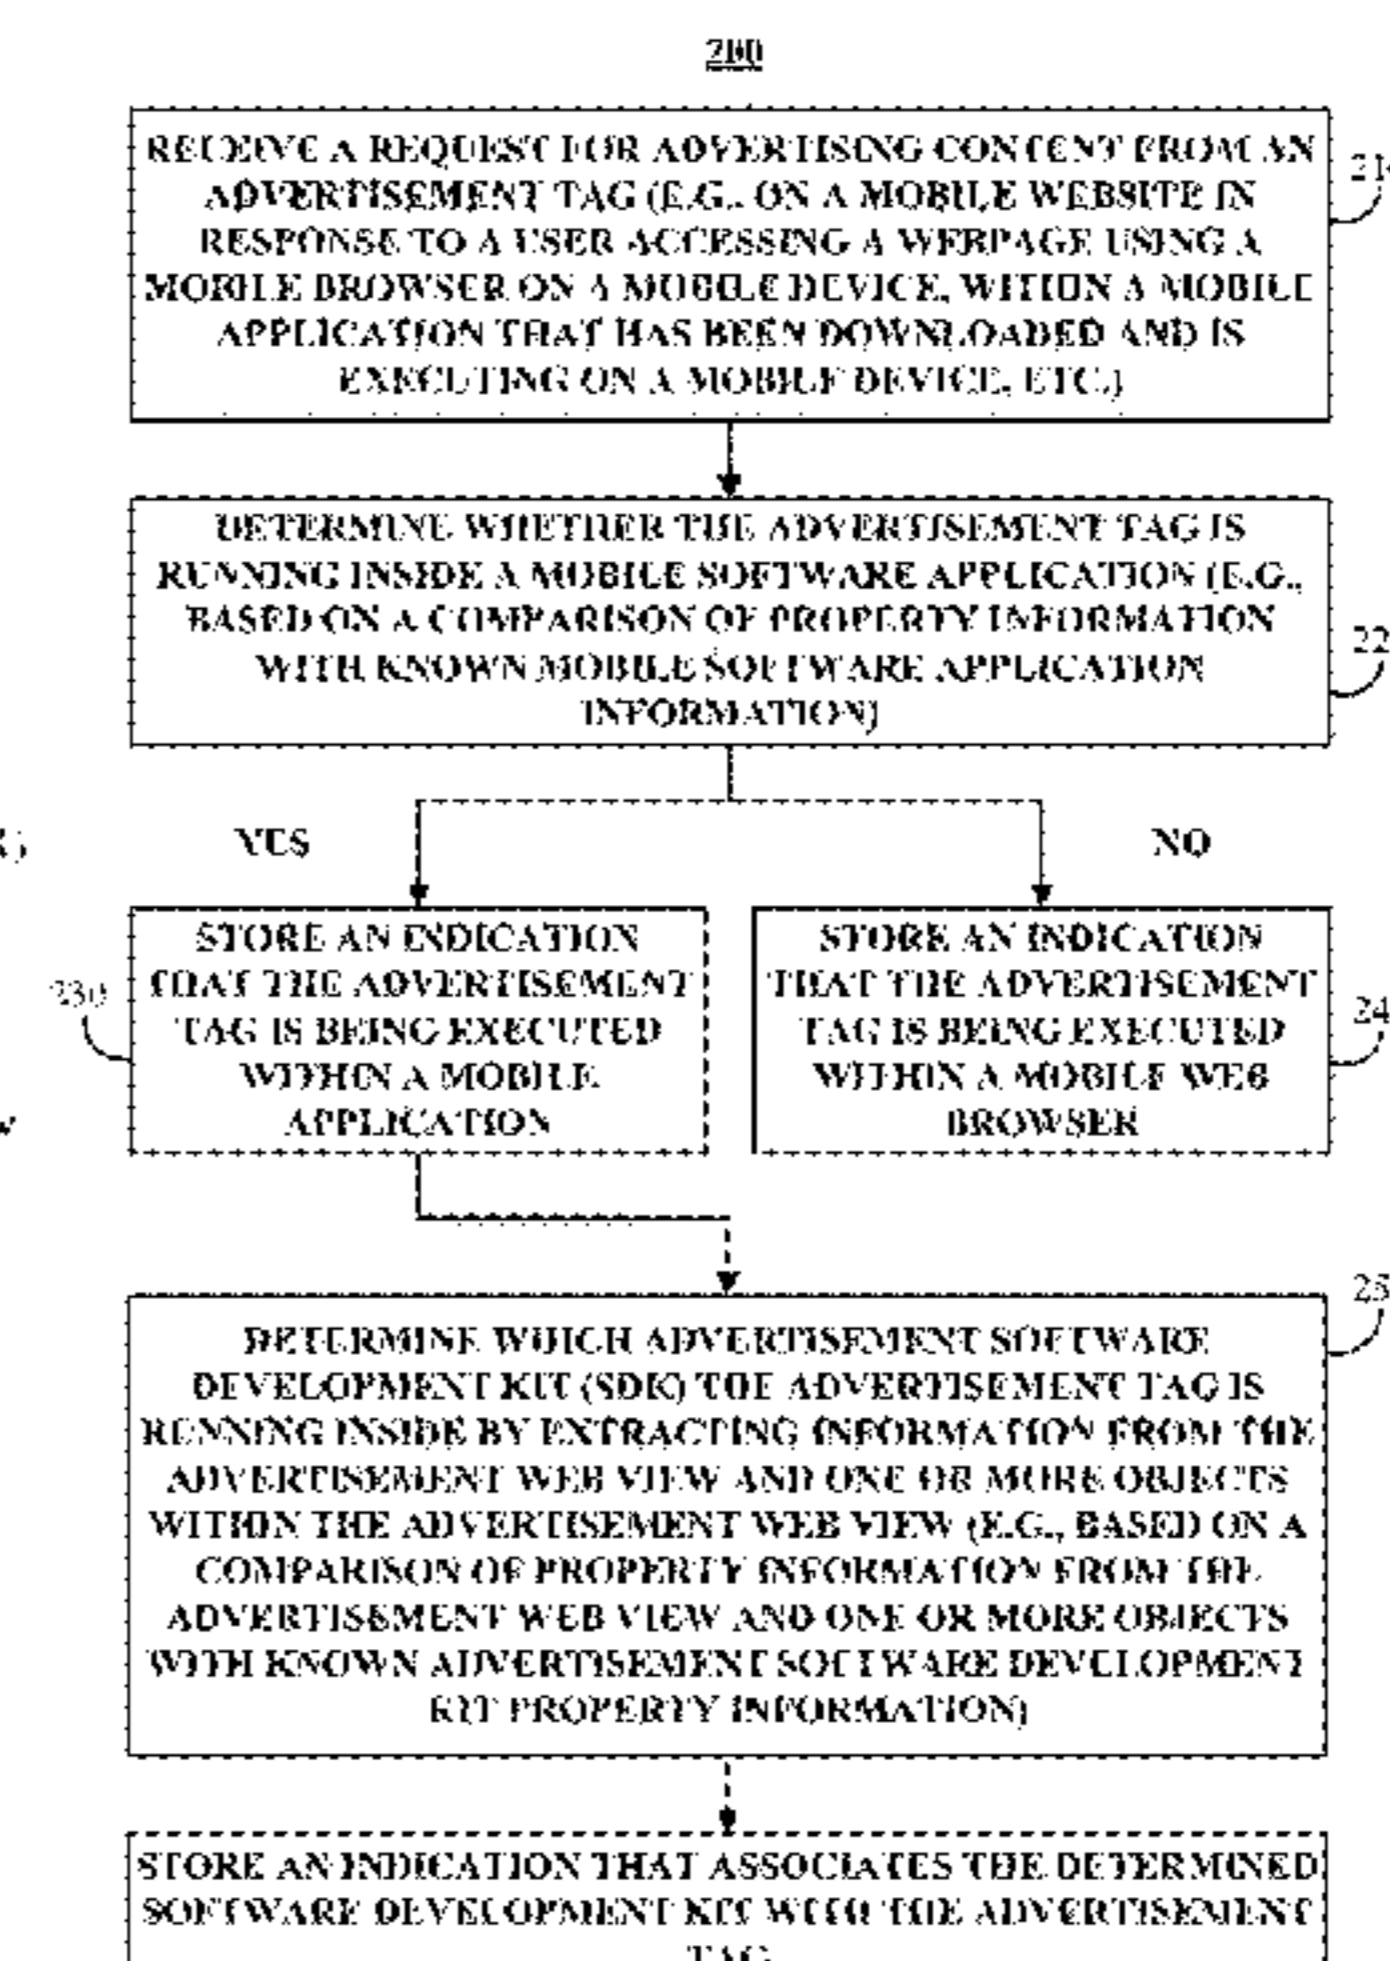 200
RECEIVE A REQUEST FOR ADVERTISING CONTENT FROM AN
ADVERTISEMENT TAG (E.G., ON A MOBILE WEBSITE IN
RESPONSE TO A USER ACCESSING A WEBPAGE USING A
MOBILE BROWSER ON A MOBILE DEVICE, WITHIN A MOBILE
APPLICATION THAT HAS BEEN DOWNLOADED AND IS
EXECUTING ON A MOBILE DEVICE, ETC.)
21
DETERMINE WHETHER THE ADVERTISEMENT TAG IS
RUNNING INSIDE A MOBILE SOFTWARE APPLICATION (E.G.,
BASED ON A COMPARISON OF PROPERTY INFORMATION
WITH KNOWN MOBILE SOFTWARE APPLICATION
INFORMATION)
22
YES
NO
STORE AN INDICATION
THAT THE ADVERTISEMENT
TAG IS BEING EXECUTED
WITHIN A MOBILE
APPLICATION
230
STORE AN INDICATION
THAT THE ADVERTISEMENT
TAG IS BEING EXECUTED
WITHIN A MOBILE WEB
BROWSER
24
25
DETERMINE WHICH ADVERTISEMENT SOFTWARE
DEVELOPMENT KIT (SDK) THE ADVERTISEMENT TAG IS
RUNNING INSIDE BY EXTRACTING INFORMATION FROM THE
ADVERTISEMENT WEB VIEW AND ONE OR MORE OBJECTS
WITHIN THE ADVERTISEMENT WEB VIEW (E.G., BASED ON A
COMPARISON OF PROPERTY INFORMATION FROM THE
ADVERTISEMENT WEB VIEW AND ONE OR MORE OBJECTS
WITH KNOWN ADVERTISEMENT SOFTWARE DEVELOPMENT
KIT PROPERTY INFORMATION)
STORE AN INDICATION THAT ASSOCIATES THE DETERMINED
SOFTWARE DEVELOPMENT KIT WITH THE ADVERTISEMENT
TAG